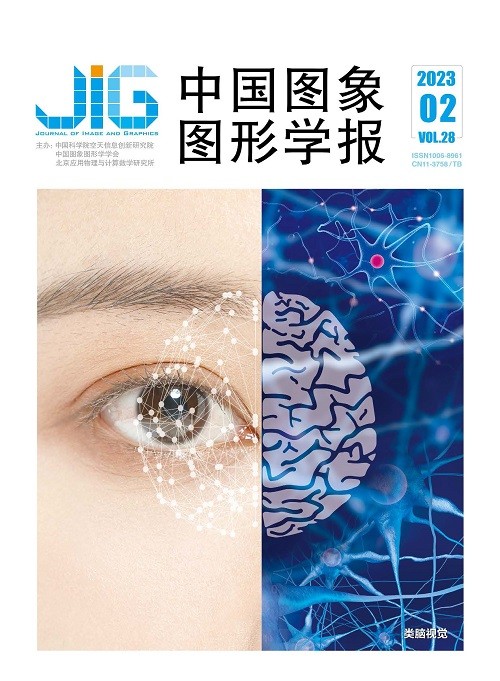 JiG
JOURNAL OF IMAGE AND GRAPHICS
中国图象
图形学报
2023
02
VOL.28
ISSN1006-8961
CN11-3758/TB
主办：中国科学院空天信息创新研究院
中国图象图形学学会
北京应用物理与计算数学研究所
类脑视觉